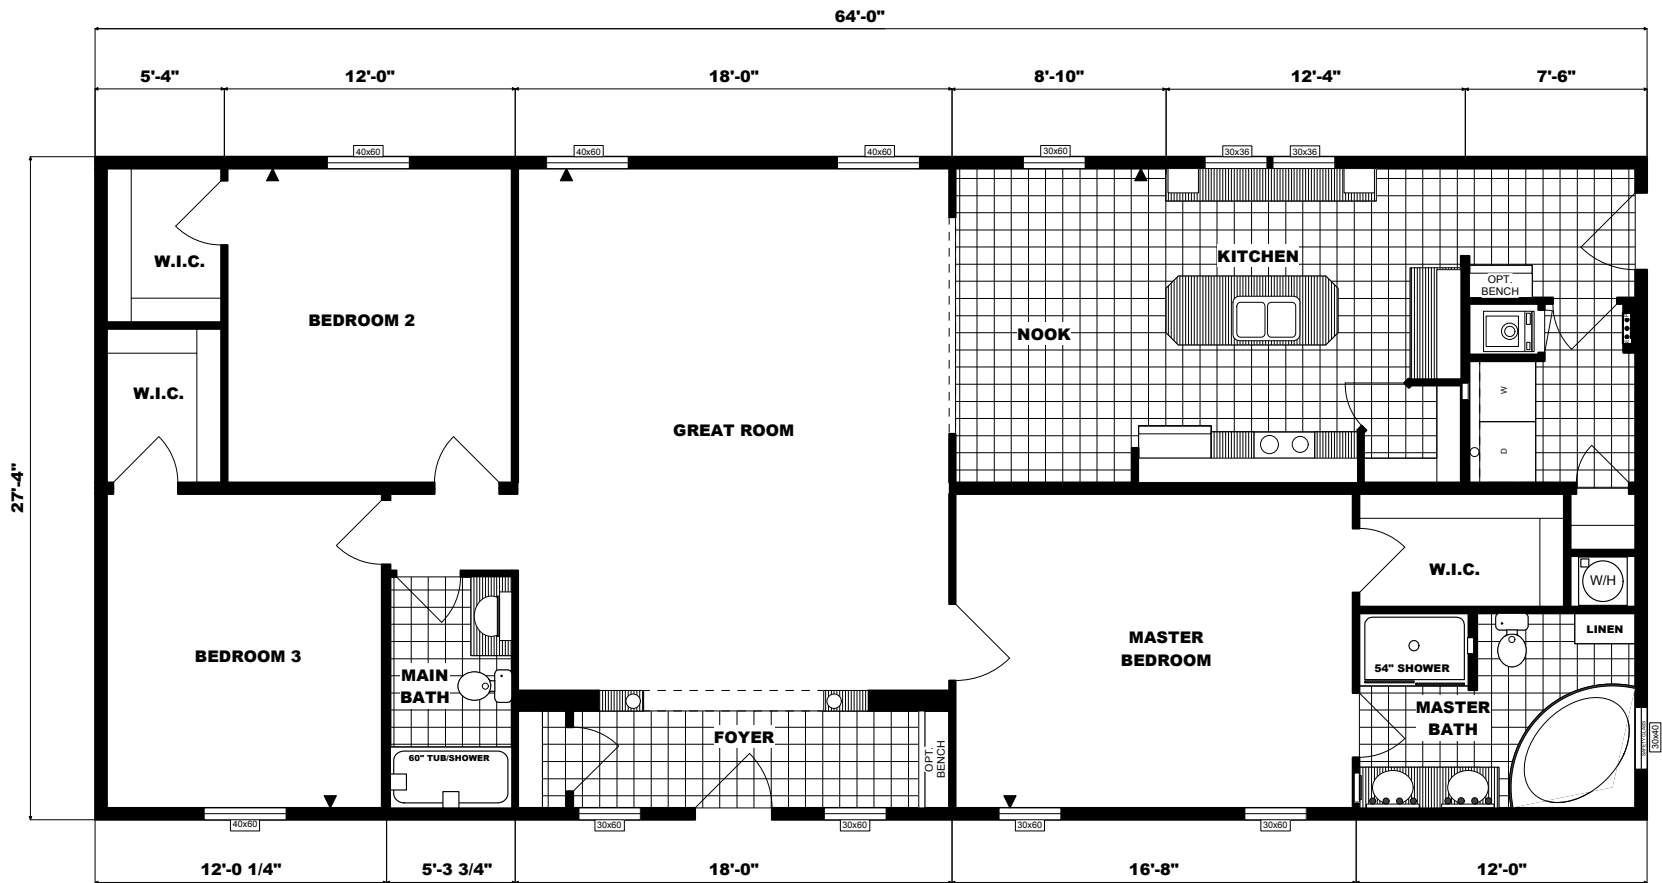 64'-0"
5'-4"
12'-0"
18'-0"
8'-10"
12'-4"
7'-6"
40x60
40x60
40x60
30x60
30x36
30x36
W.I.C.
KITCHEN
OPT.
BENCH
BEDROOM 2
NOOK
W.I.C.
W
GREAT ROOM
D
27'-4"
W.I.C.
W/H
LINEN
MASTER
BEDROOM
BEDROOM 3
54" SHOWER
MAIN
BATH
MASTER
BATH
FOYER
OPT.
BENCH
30x40
60" TUB/SHOWER
40x60
30x60
30x60
30x60
30x60
12'-0 1/4"
5'-3 3/4"
18'-0"
16'-8"
12'-0"